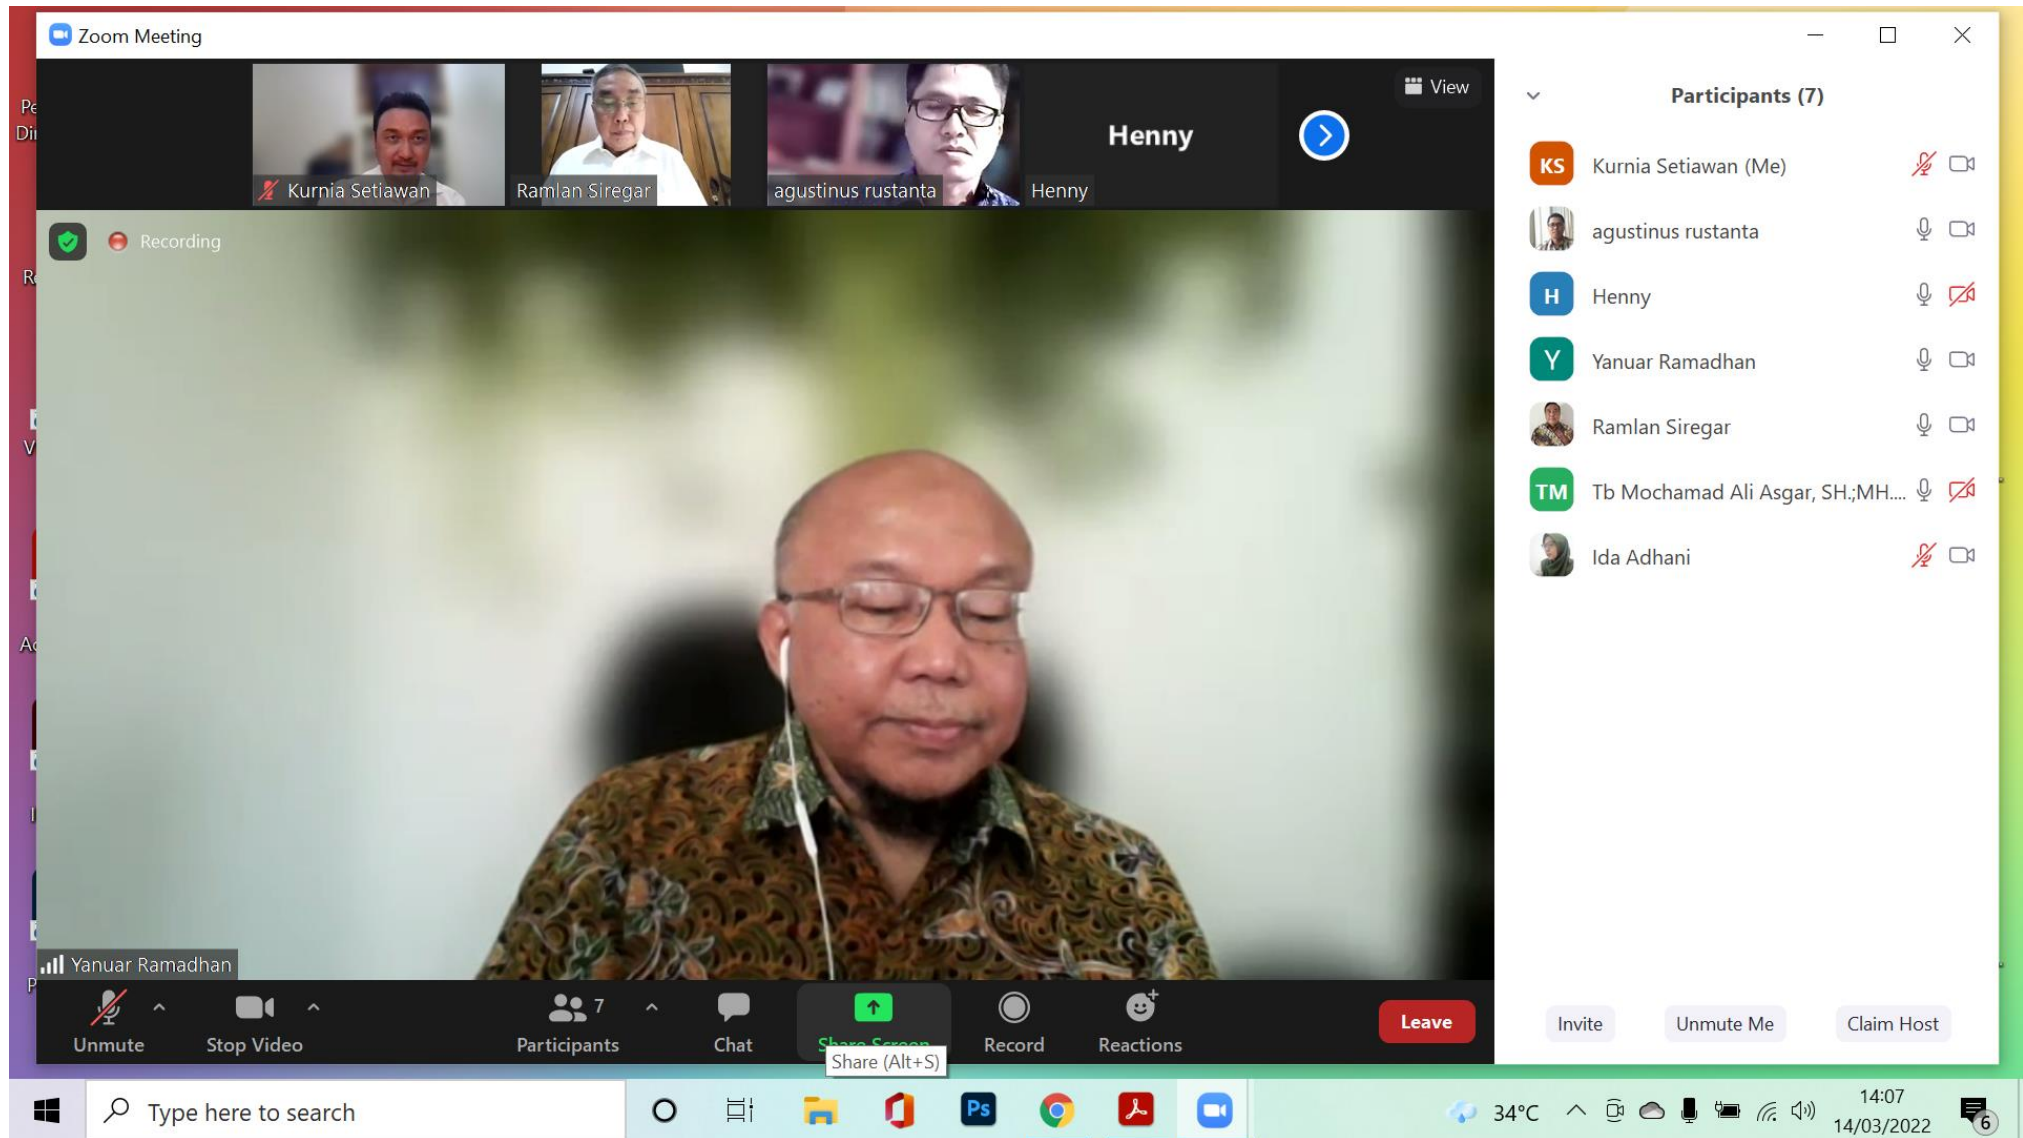 Zoom Meeting
View
Kurnia Setiawan
Ramlan Siregar
agustinus rustanta
Henny
Henny
Recording
Yanuar Ramadhan
Participants (7)
KS Kurnia Setiawan (Me)
agustinus rustanta
H Henny
Y Yanuar Ramadhan
Ramlan Siregar
TM Tb Mochamad Ali Asgar, SH.;MH....
Ida Adhani
Unmute
Stop Video
7
Participants
Chat
Share Screen
Share (Alt+S)
Record
Reactions
Leave
Invite
Unmute Me
Claim Host
Type here to search
Ps
34°C
14:07
14/03/2022
6